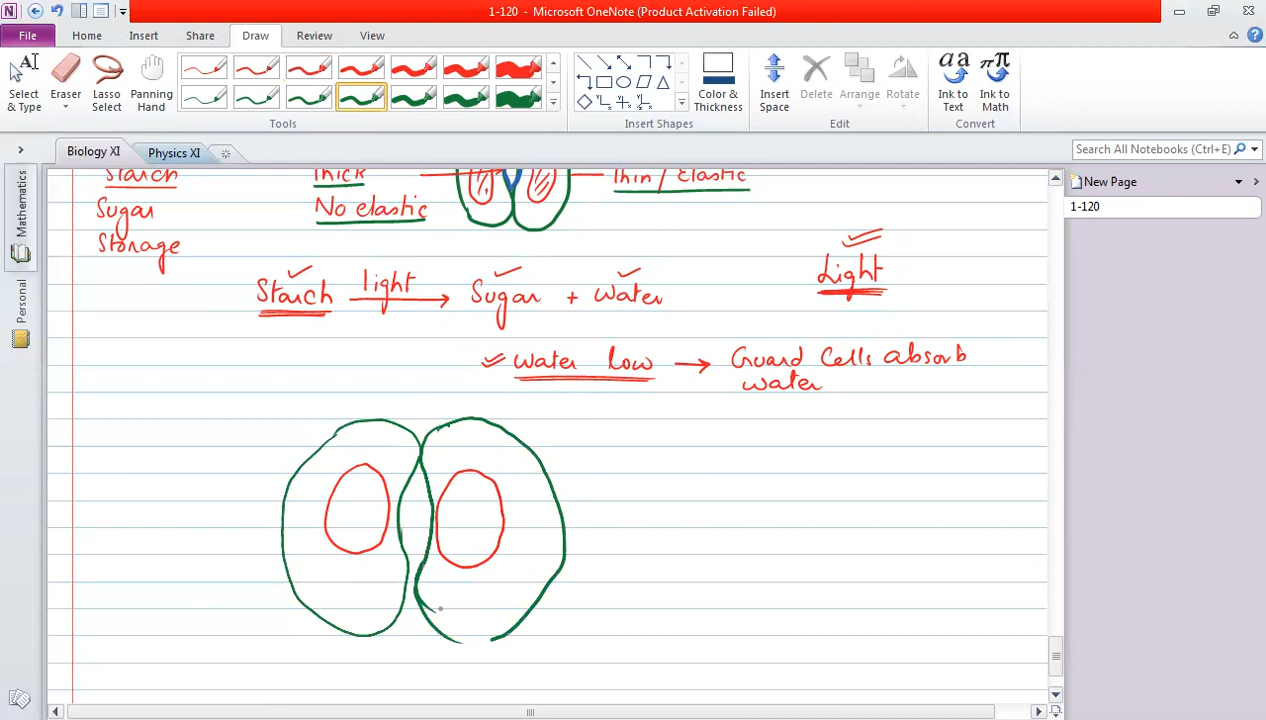 1-120 - Microsoft OneNote (Product Activation Failed)
File Home Insert Share Draw Review View
Select & Type
Eraser
Lasso Select
Panning Hand
Color & Thickness
Insert Space
Delete
Arrange
Rotate
Ink to Text
Ink to Math
Tools
Insert Shapes
Edit
Convert
Biology XI
Physics XI
Search All Notebooks (Ctrl+E)
New Page
1-120
Mathematics
Personal
Starch
Thick
Thin/ Elastic
Sugar
No elastic
Storage
Light
Starch light → Sugar + Water
Water low → Guard Cells absorb
water